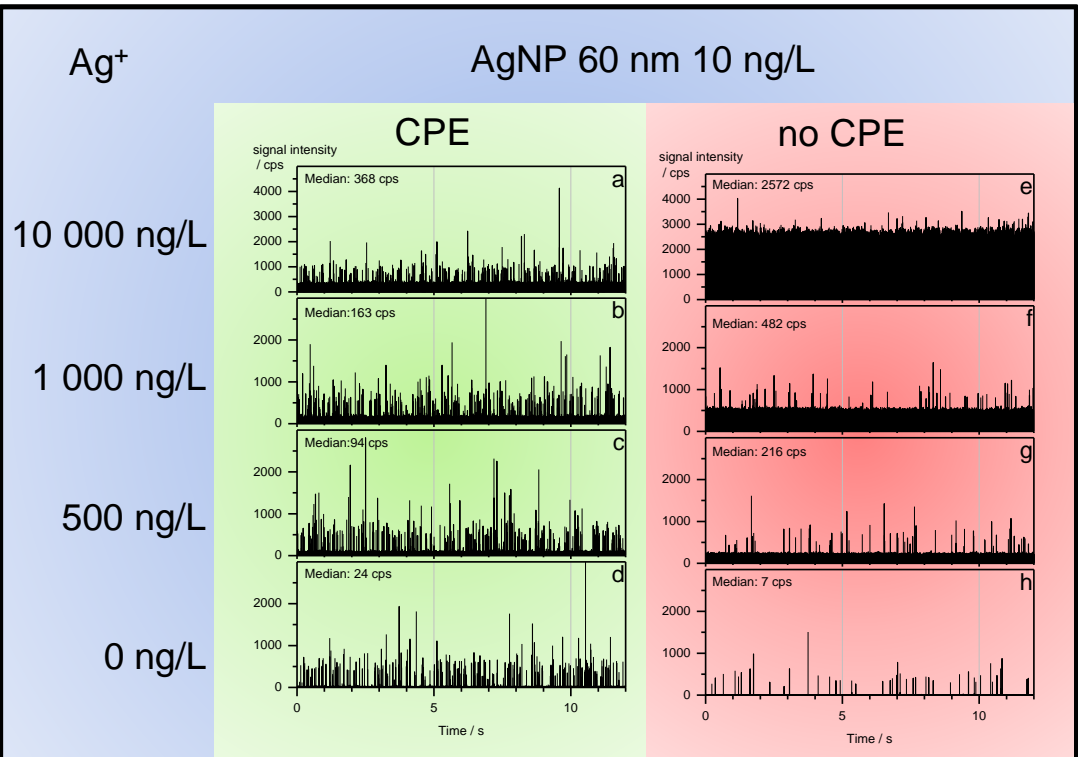 Ag⁺
AgNP 60 nm 10 ng/L
CPE
no CPE
10 000 ng/L
1 000 ng/L
500 ng/L
0 ng/L
signal intensity
/ cps
Median: 368 cps
a
4000
3000
2000
1000
0
Median:163 cps
b
2000
1000
0
Median:94 cps
c
2000
1000
0
Median: 24 cps
d
2000
1000
0
0
5
10
Time / s
signal intensity
/ cps
Median: 2572 cps
e
4000
3000
2000
1000
0
Median: 482 cps
f
2000
1000
0
Median: 216 cps
g
2000
1000
0
Median: 7 cps
h
2000
1000
0
0
5
10
Time / s